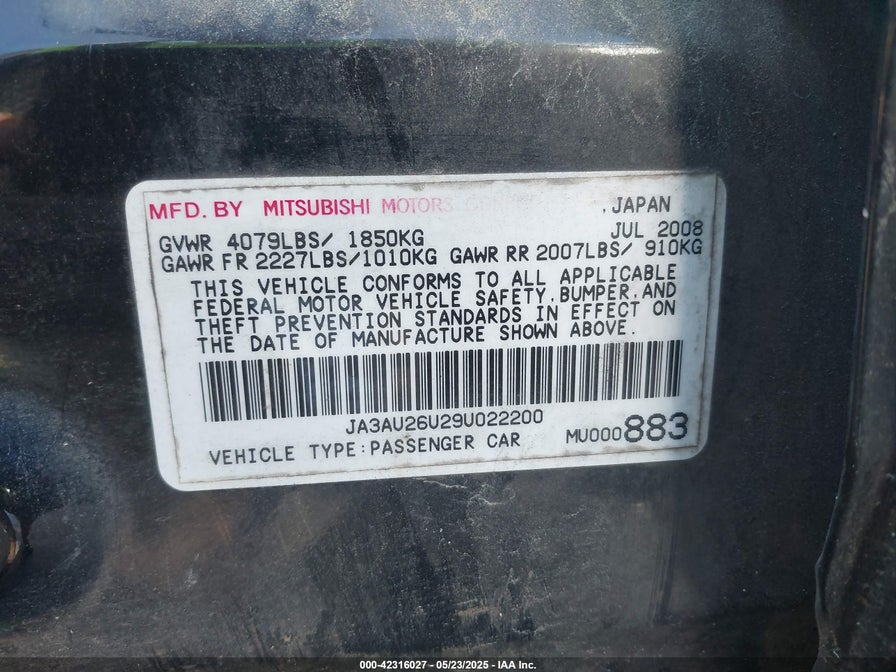 MFD. BY MITSUBISHI MOTORS , JAPAN
JUL 2008
GVWR 4079LBS/ 1850KG
GAWR FR 2227LBS/1010KG GAWR RR 2007LBS/ 910KG
THIS VEHICLE CONFORMS TO ALL APPLICABLE
FEDERAL MOTOR VEHICLE SAFETY, BUMPER, AND
THEFT PREVENTION STANDARDS IN EFFECT ON
THE DATE OF MANUFACTURE SHOWN ABOVE.
JA3AU26U29U022200
VEHICLE TYPE:PASSENGER CAR MU000883
000-42316027 - 05/23/2025 - IAA Inc.